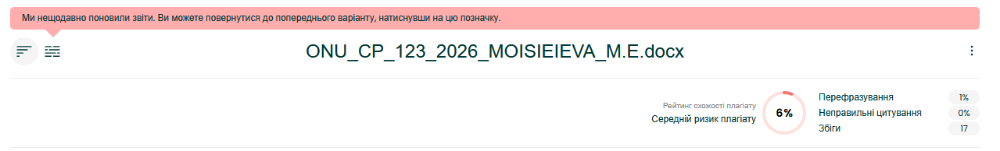 Ми нещодавно поновили звіти. Ви можете повернутися до попереднього варіанту, натиснувши на цю позначку.
ONU_CP_123_2026_MOISIEIEVA_M.E.docx
Рейтинг схожості плагіату
Середній ризик плагіату
6%
Перефразування 1%
Неправильні цитування 0%
Збіги 17